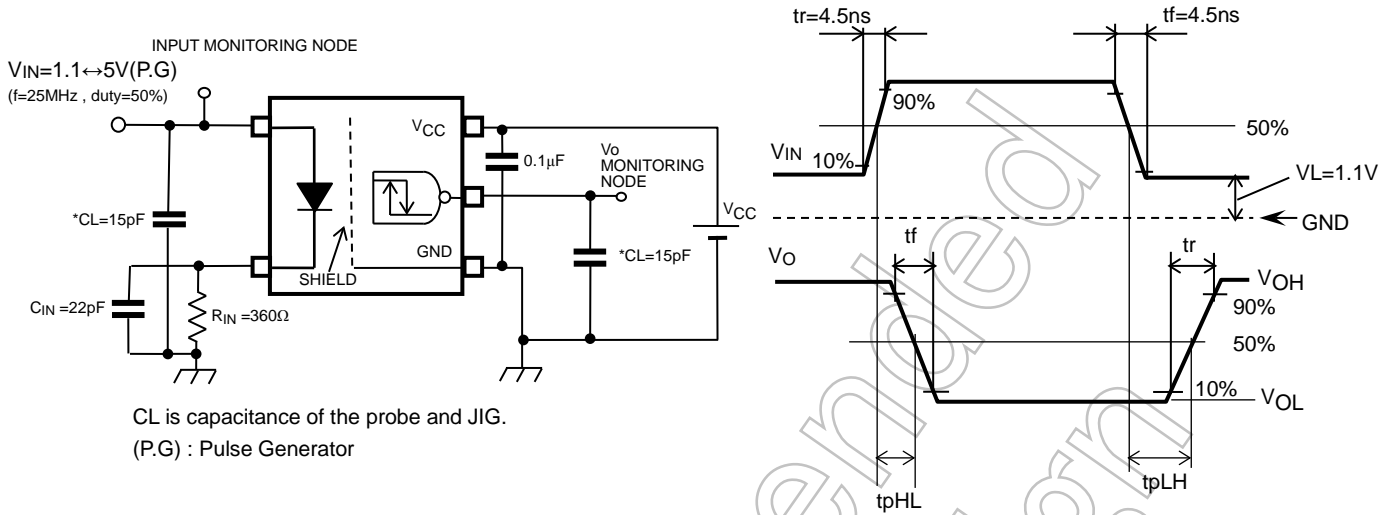 INPUT MONITORING NODE
VIN=1.1↔5V(P.G)
(f=25MHz , duty=50%)
VCC
0.1μF
Vo
MONITORING
NODE
VCC
*CL=15pF
GND
*CL=15pF
SHIELD
CIN =22pF
RIN =360Ω
CL is capacitance of the probe and JIG.
(P.G) : Pulse Generator
tr=4.5ns
tf=4.5ns
90%
50%
VIN
10%
VL=1.1V
GND
tf
tr
VO
VOH
90%
50%
10%
VOL
tpHL
tpLH